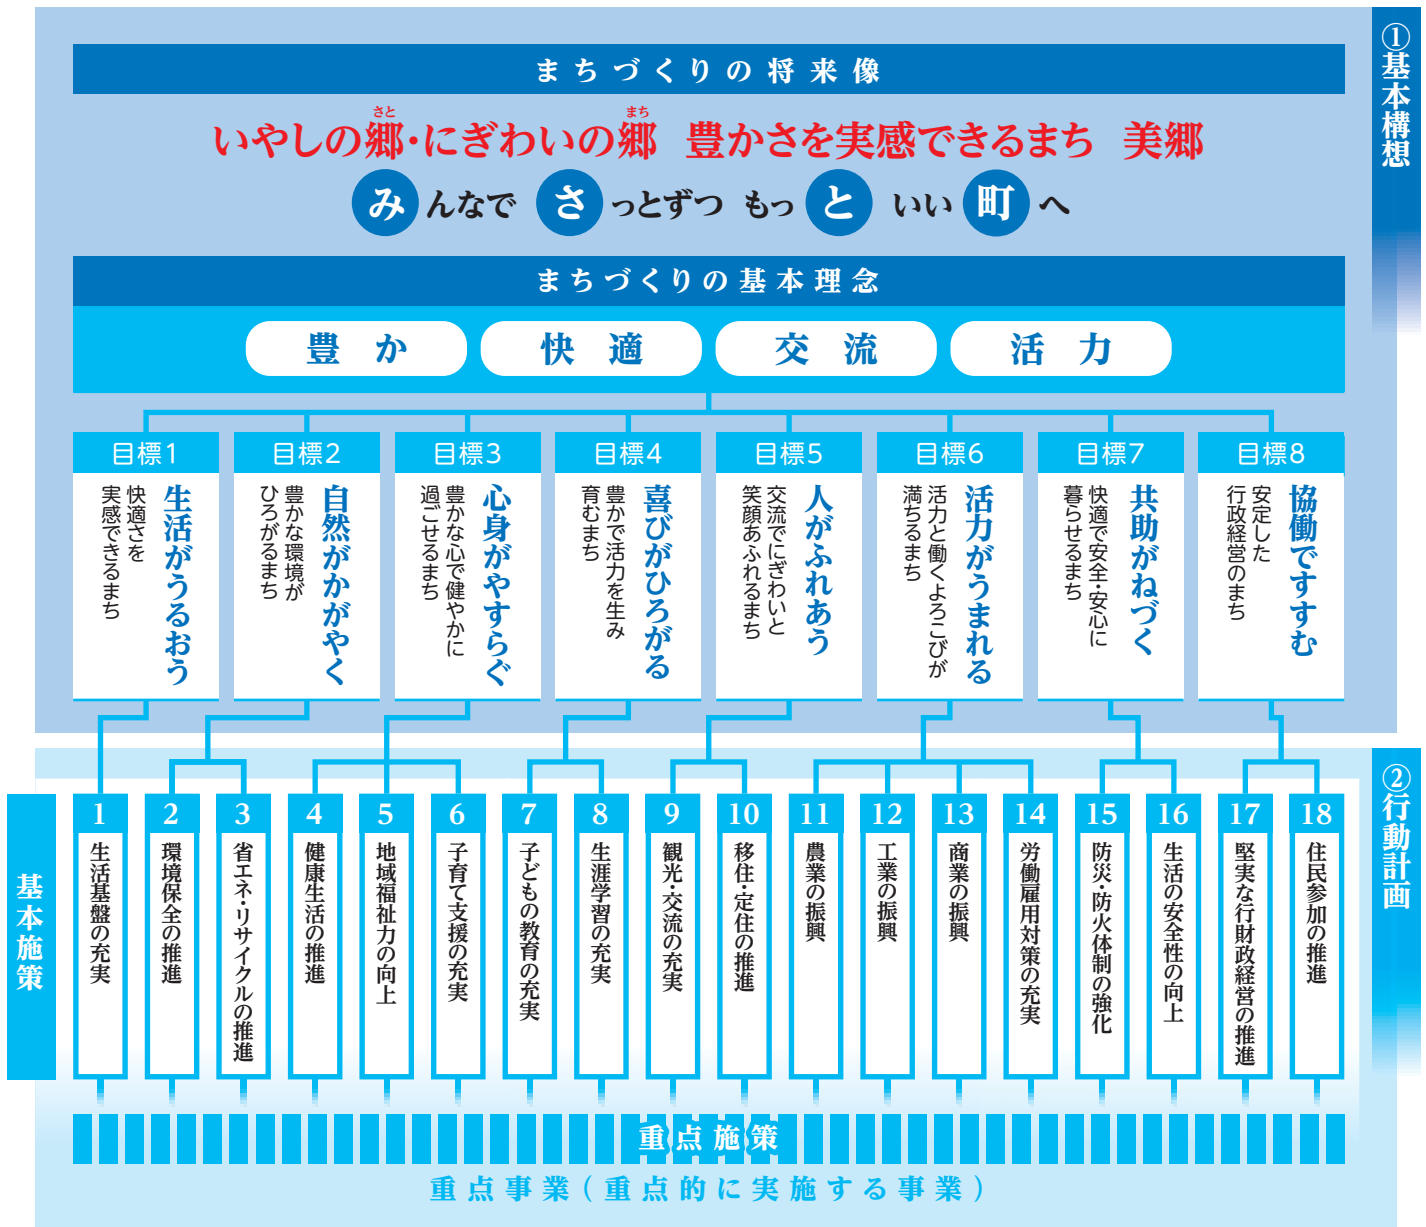 ①基本構想
まちづくりの将来像
さと
まち
いやしの郷・にぎわいの郷 豊かさを実感できるまち 美郷
みんなで さっとずつ もっと いい町へ
まちづくりの基本理念
豊か
快適
交流
活力
目標1
生活がうるおう
快適さを
実感できるまち
目標2
自然がかがやく
豊かな環境が
ひろがるまち
目標3
心身がやすらぐ
豊かな心で健やかに
過ごせるまち
目標4
喜びがひろがる
豊かで活力を生み
育むまち
目標5
人がふれあう
交流でにぎわいと
笑顔あふれるまち
目標6
活力がうまれる
活力と働くよろこびが
満ちるまち
目標7
共助がねづく
快適で安全・安心に
暮らせるまち
目標8
協働ですすむ
安定した
行政経営のまち
②行動計画
基本施策
1
生活基盤の充実
2
環境保全の推進
3
省エネ・リサイクルの推進
4
健康生活の推進
5
地域福祉力の向上
6
子育て支援の充実
7
子どもの教育の充実
8
生涯学習の充実
9
観光・交流の充実
10
移住・定住の推進
11
農業の振興
12
工業の振興
13
商業の振興
14
労働雇用対策の充実
15
防災・防火体制の強化
16
生活の安全性の向上
17
堅実な行財政経営の推進
18
住民参加の推進
重点施策
重点事業(重点的に実施する事業)